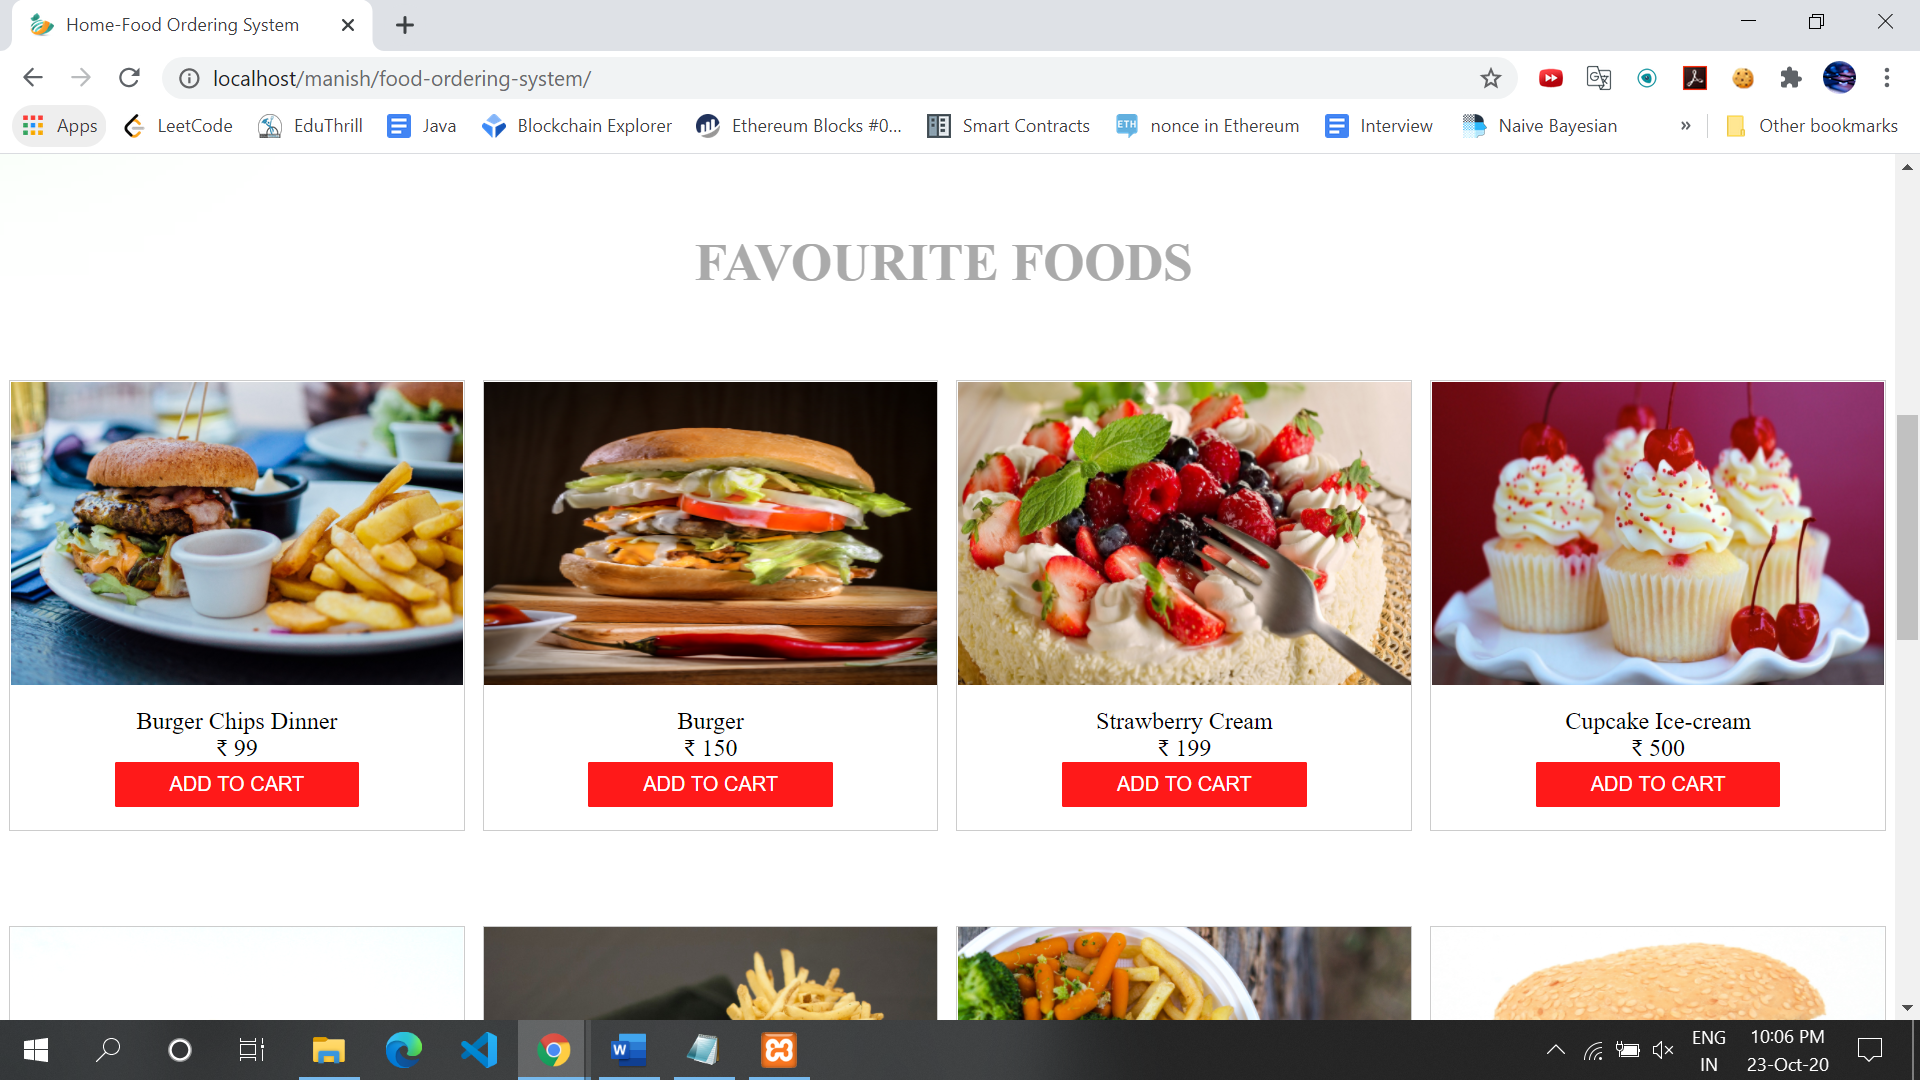 Home-Food Ordering System
localhost/manish/food-ordering-system/
Apps LeetCode EduThrill Java Blockchain Explorer Ethereum Blocks #0... Smart Contracts ETH nonce in Ethereum Interview Naive Bayesian » Other bookmarks
FAVOURITE FOODS
Burger Chips Dinner
₹ 99
ADD TO CART
Burger
₹ 150
ADD TO CART
Strawberry Cream
₹ 199
ADD TO CART
Cupcake Ice-cream
₹ 500
ADD TO CART
ENG
IN
10:06 PM
23-Oct-20